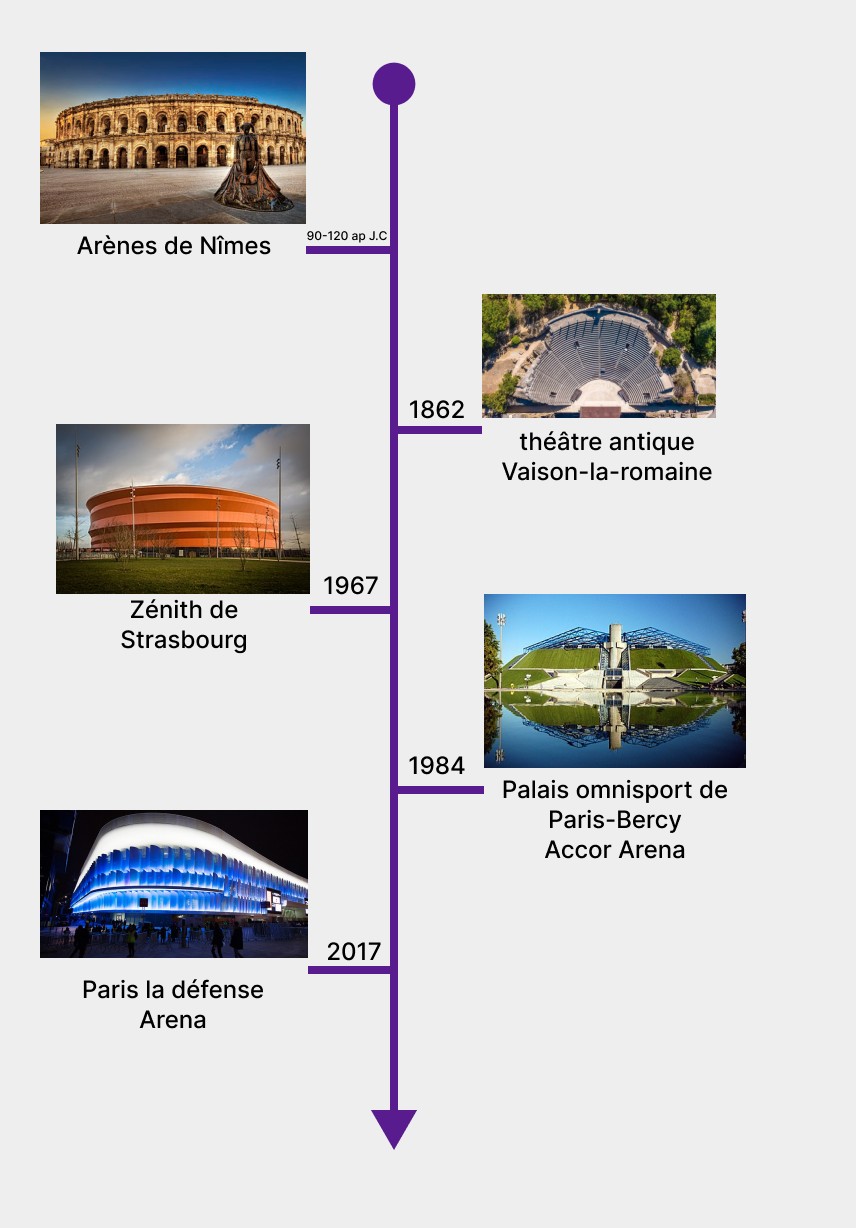 90-120 ap J.C
Arènes de Nîmes
1862
théâtre antique
Vaison-la-romaine
1967
Zénith de
Strasbourg
1984
Palais omnisport de
Paris-Bercy
Accor Arena
2017
Paris la défense
Arena